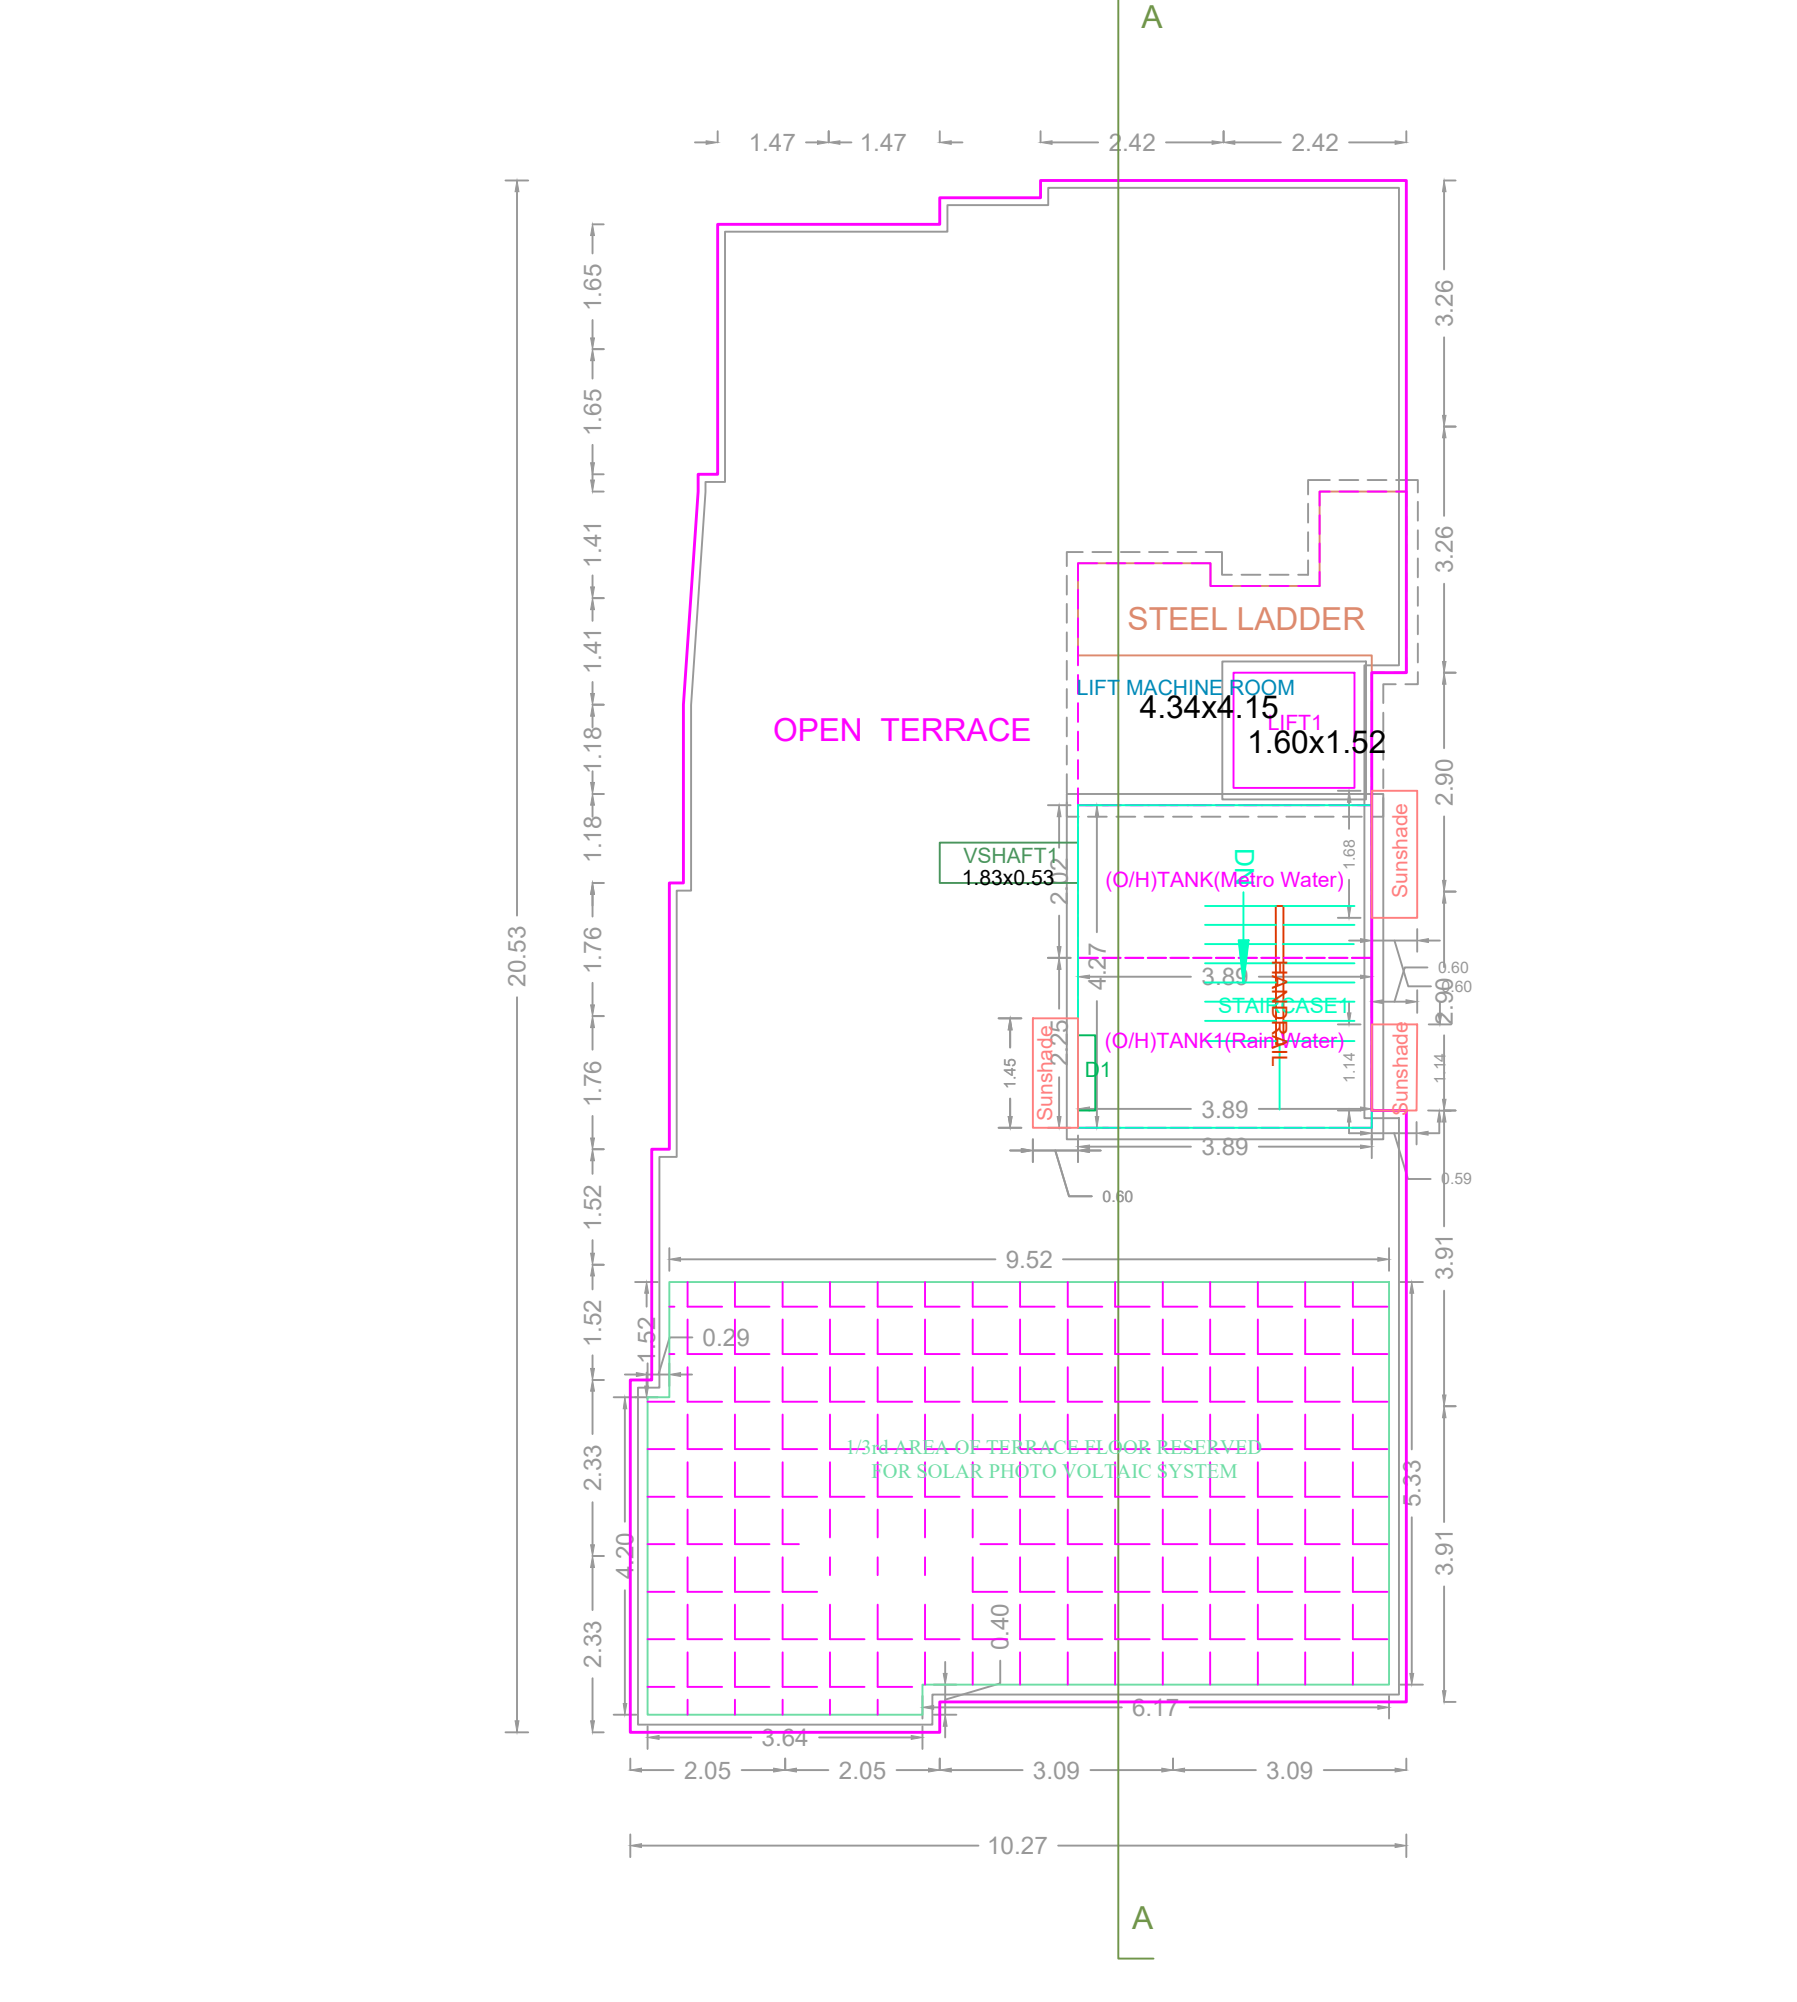 A
1.47
1.47
2.42
2.42
1.65
3.26
1.65
1.41
3.26
STEEL LADDER
1.41
LIFT MACHINE ROOM
4.34x4.15
LIFT1
OPEN  TERRACE
1.60x1.52
1.18
2.90
1.18
Sunshade
1.68
VSHAFT1
1.83x0.53
2.02
DN
(O/H)TANK(Metro Water)
1.76
20.53
4.27
3.89
0.60
0.60
2.90
STAIRCASE1
HANDRAIL
2.25
(O/H)TANK1(Rain Water)
Sunshade
1.45
D1
1.14
Sunshade
1.14
1.76
3.89
3.89
0.59
0.60
1.52
3.91
9.52
1.52
1.52
0.29
1/3rd AREA OF TERRACE FLOOR RESERVED
FOR SOLAR PHOTO VOLTAIC SYSTEM
2.33
5.33
4.20
3.91
2.33
0.40
6.17
3.64
2.05
2.05
3.09
3.09
10.27
A